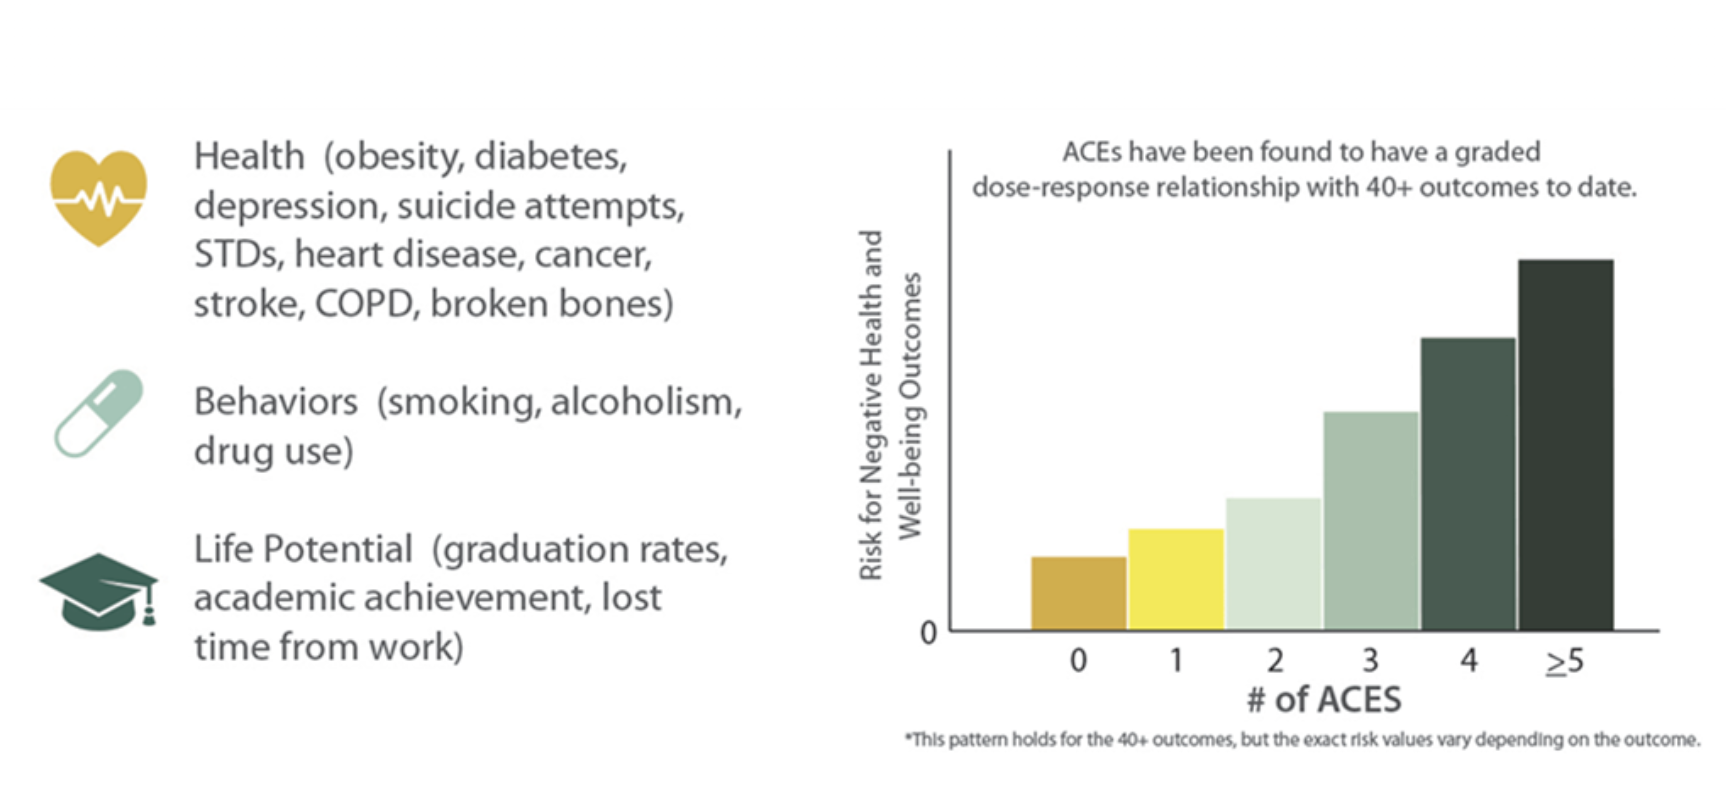 Health (obesity, diabetes,
depression, suicide attempts,
STDs, heart disease, cancer,
stroke, COPD, broken bones)
Behaviors (smoking, alcoholism,
drug use)
Life Potential (graduation rates,
academic achievement, lost
time from work)
ACEs have been found to have a graded
dose-response relationship with 40+ outcomes to date.
Risk for Negative Health and
Well-being Outcomes
0
0 1 2 3 4 ≥5
# of ACES
*This pattern holds for the 40+ outcomes, but the exact risk values vary depending on the outcome.